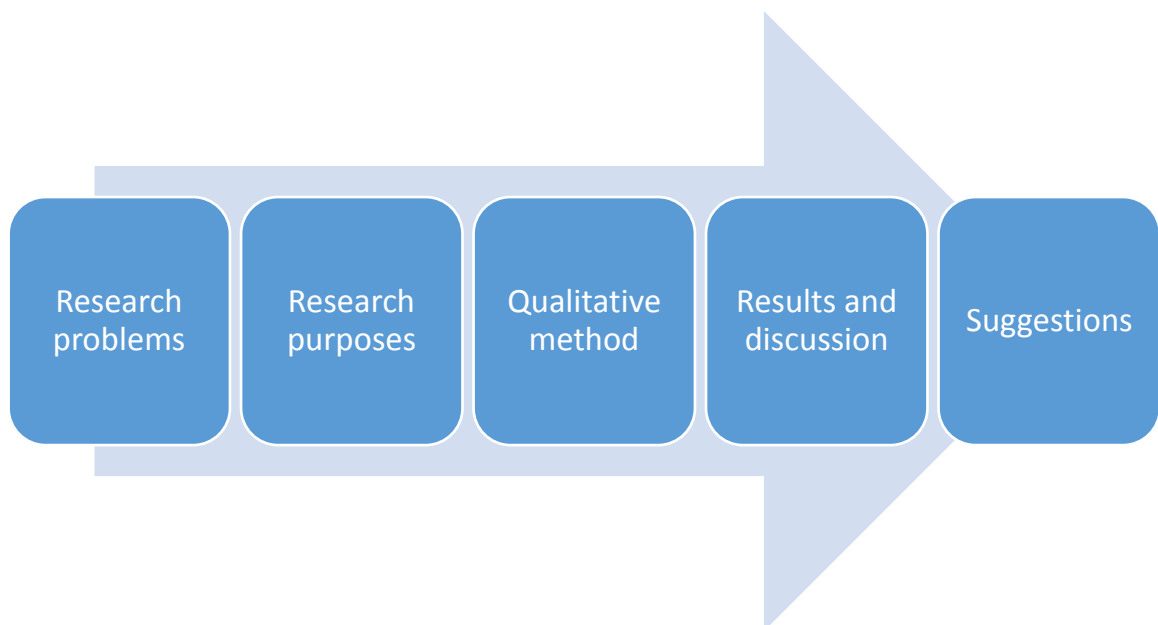 Research
problems
Research
purposes
Qualitative
method
Results and
discussion
Suggestions